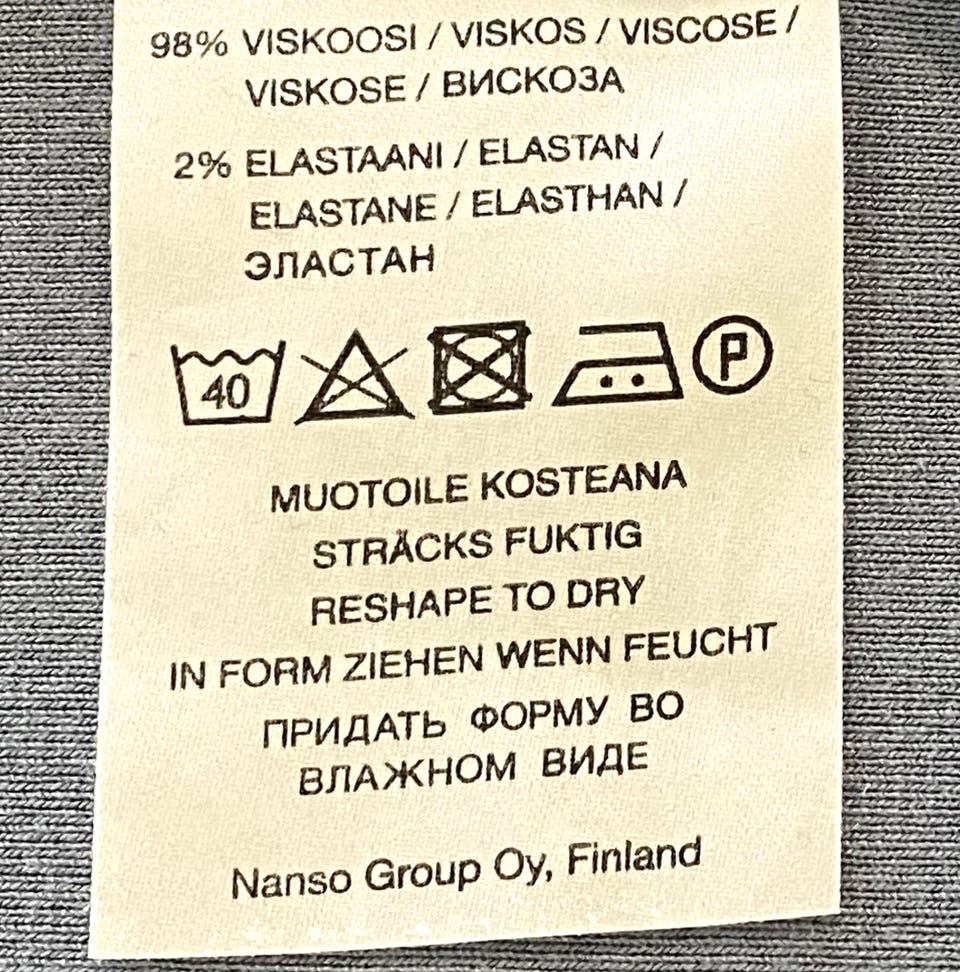 98% VISKOOSI / VISKOS / VISCOSE /
VISKOSE / ВИСКОЗА
2% ELASTAANI / ELASTAN /
ELASTANE / ELASTHAN /
ЭЛАСТАН
40 P
MUOTOILE KOSTEANA
STRÄCKS FUKTIG
RESHAPE TO DRY
IN FORM ZIEHEN WENN FEUCHT
ПРИДАТЬ ФОРМУ ВО
ВЛАЖНОМ ВИДЕ
Nanso Group Oy, Finland